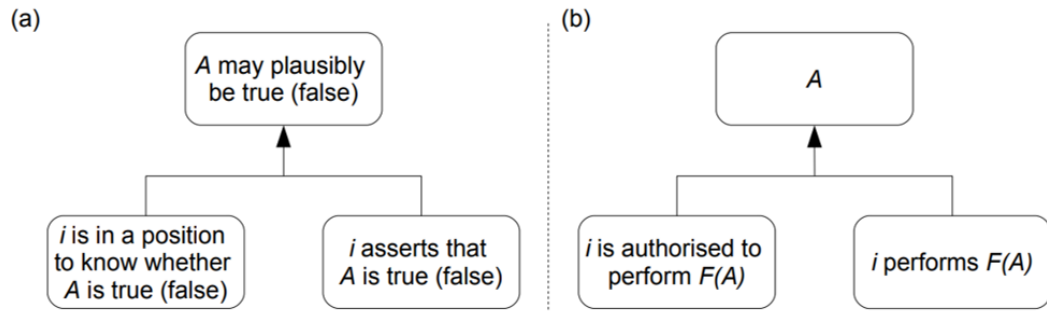 (a)
A may plausibly
be true (false)
i is in a position
to know whether
A is true (false)
i asserts that
A is true (false)
(b)
A
i is authorised to
perform F(A)
i performs F(A)